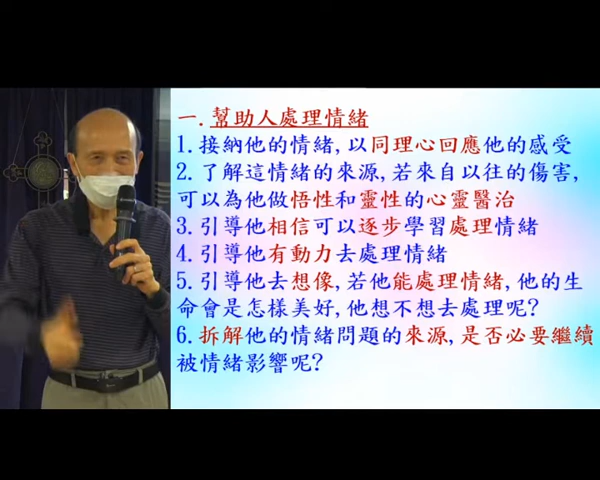 一.幫助人處理情緒
1.接納他的情緒,以同理心回應他的感受
2.了解這情緒的來源,若來自以往的傷害,
可以為他做悟性和靈性的心靈醫治
3.引導他相信可以逐步學習處理情緒
4.引導他有動力去處理情緒
5.引導他去想像,若他能處理情緒,他的生
命會是怎樣美好,他想不想去處理呢?
6.拆解他的情緒問題的來源,是否必要繼續
被情緒影響呢?